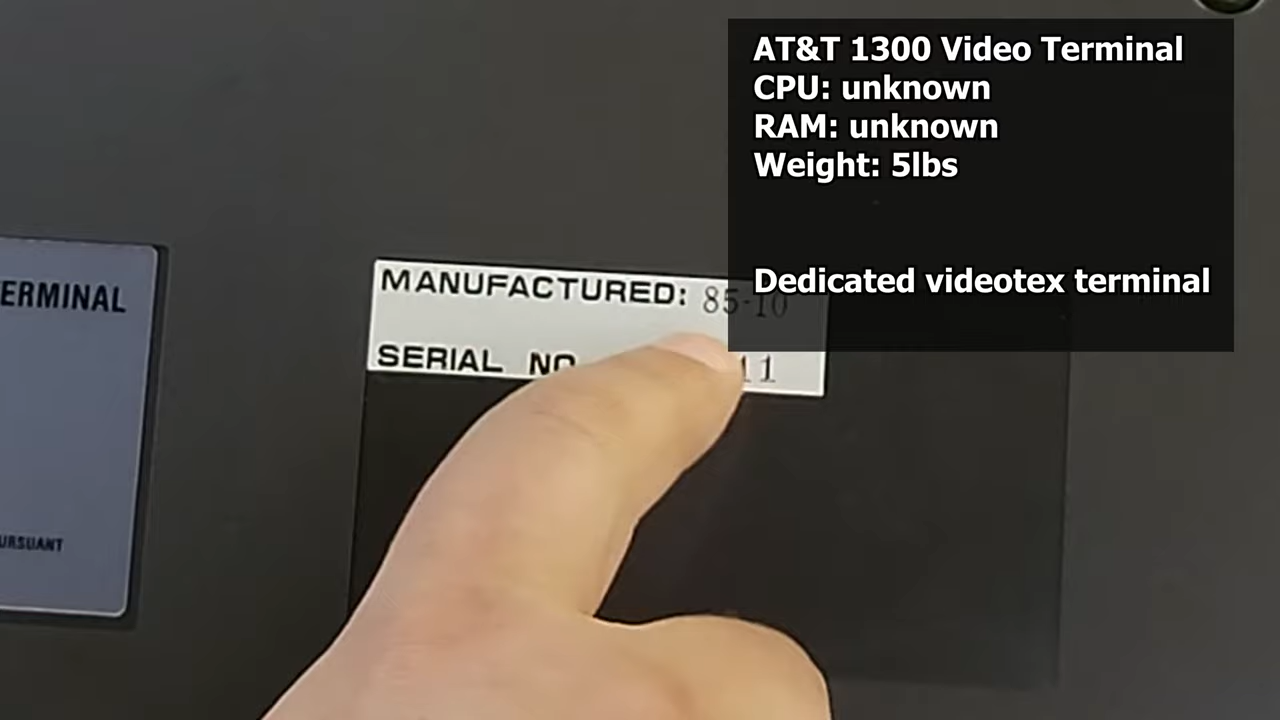 AT&T 1300 Video Terminal
CPU: unknown
RAM: unknown
Weight: 5lbs
Dedicated videotex terminal
ERMINAL
MANUFACTURED: 85-10
SERIAL NO
11
URSUANT